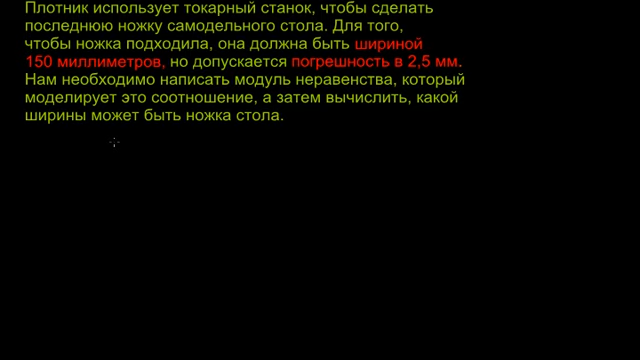 Плотник использует токарный станок, чтобы сделать
последнюю ножку самодельного стола. Для того,
чтобы ножка подходила, она должна быть шириной
150 миллиметров, но допускается погрешность в 2,5 мм.
Нам необходимо написать модуль неравенства, который
моделирует это соотношение, а затем вычислить, какой
ширины может быть ножка стола.